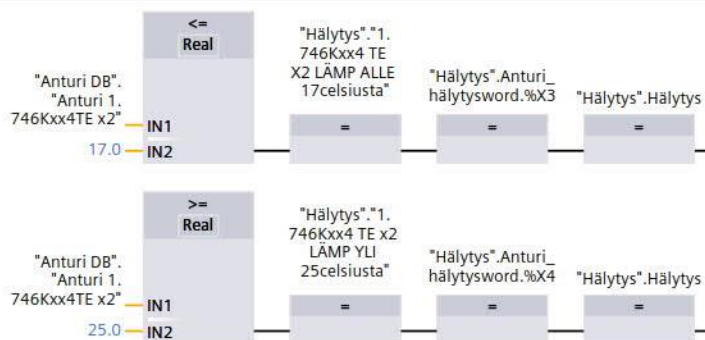 <=
Real
"Anturi DB".
"Anturi 1.
746Kxx4TE x2"
IN1
17.0
IN2
"Hälytys"."1.
746Kxx4 TE
X2 LÄMP ALLE
17celsiusta"
=
"Hälytys".Anturi_
hälytysword.%X3
=
"Hälytys".Hälytys
=
>=
Real
"Anturi DB".
"Anturi 1.
746Kxx4TE x2"
IN1
25.0
IN2
"Hälytys"."1.
746Kxx4 TE x2
LÄMP YLI
25celsiusta"
=
"Hälytys".Anturi_
hälytysword.%X4
=
"Hälytys".Hälytys
=